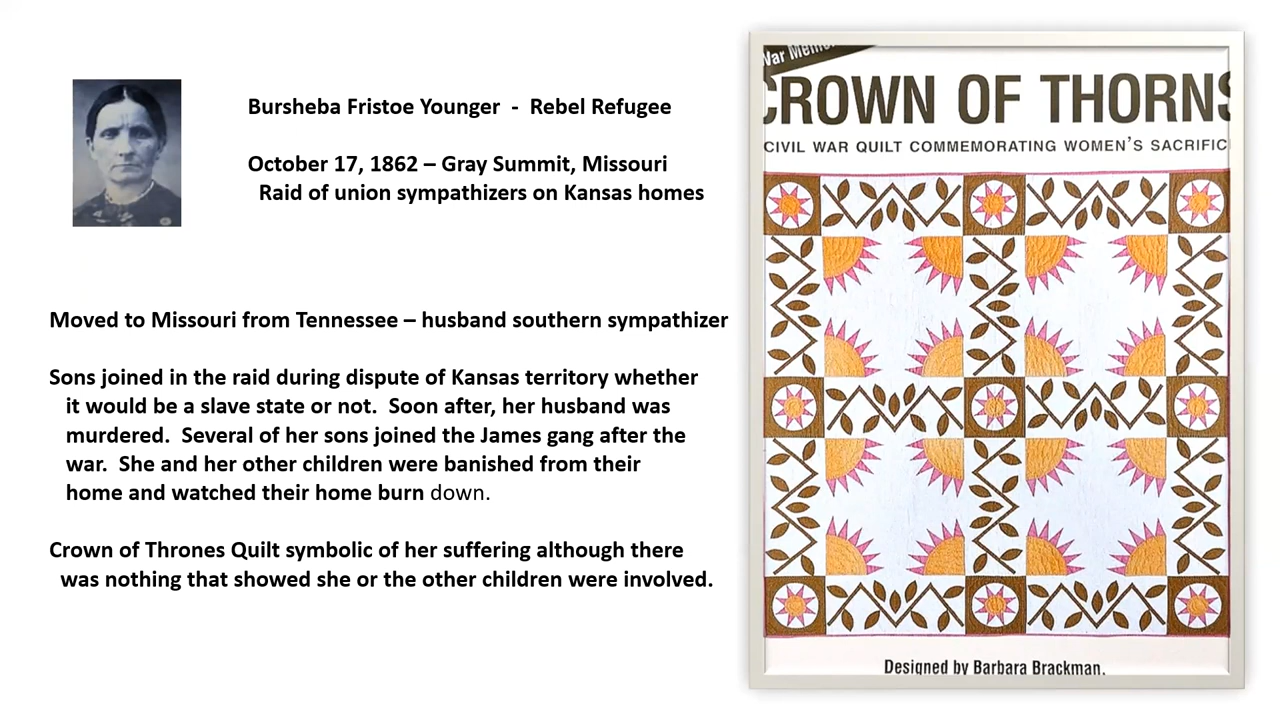 Bursheba Fristoe Younger - Rebel Refugee
October 17, 1862 – Gray Summit, Missouri
Raid of union sympathizers on Kansas homes
Moved to Missouri from Tennessee – husband southern sympathizer
Sons joined in the raid during dispute of Kansas territory whether
it would be a slave state or not. Soon after, her husband was
murdered. Several of her sons joined the James gang after the
war. She and her other children were banished from their
home and watched their home burn down.
Crown of Thrones Quilt symbolic of her suffering although there
was nothing that showed she or the other children were involved.
War Memor
CROWN OF THORNS
CIVIL WAR QUILT COMMEMORATING WOMEN'S SACRIFIC
Designed by Barbara Brackman.